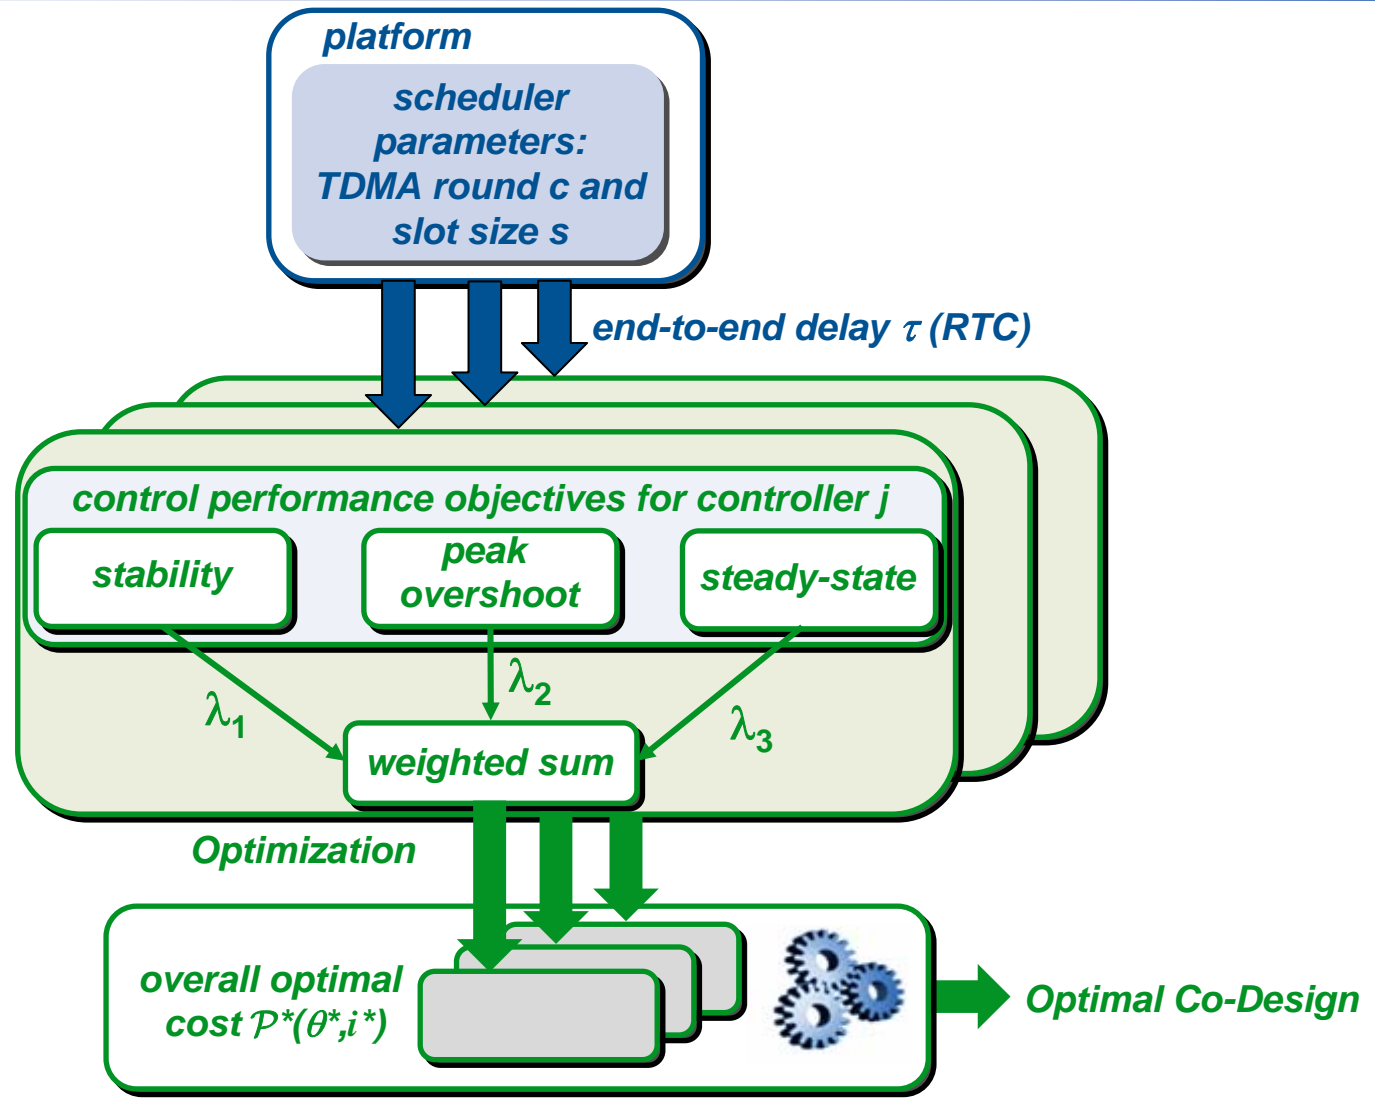 platform
scheduler
parameters:
TDMA round c and
slot size s
end-to-end delay τ (RTC)
control performance objectives for controller j
stability
peak
overshoot
steady-state
λ1
λ2
λ3
weighted sum
Optimization
overall optimal
cost P*(θ*,i*)
Optimal Co-Design